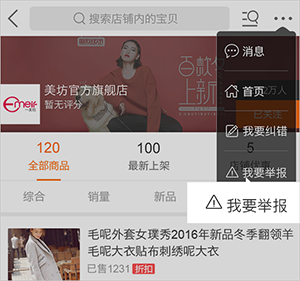 搜索店铺内的宝贝
消息
百款
上新
首页
美坊官方旗舰店
暂无评分
万人
已关注
我要纠错
120
100
5
全部商品
最新上架
店铺优惠
我要举报
综合
销量
新品
我要举报
毛呢外套女璞秀2016年新品冬季翻领羊
毛呢大衣贴布刺绣呢大衣
已售1231 折扣